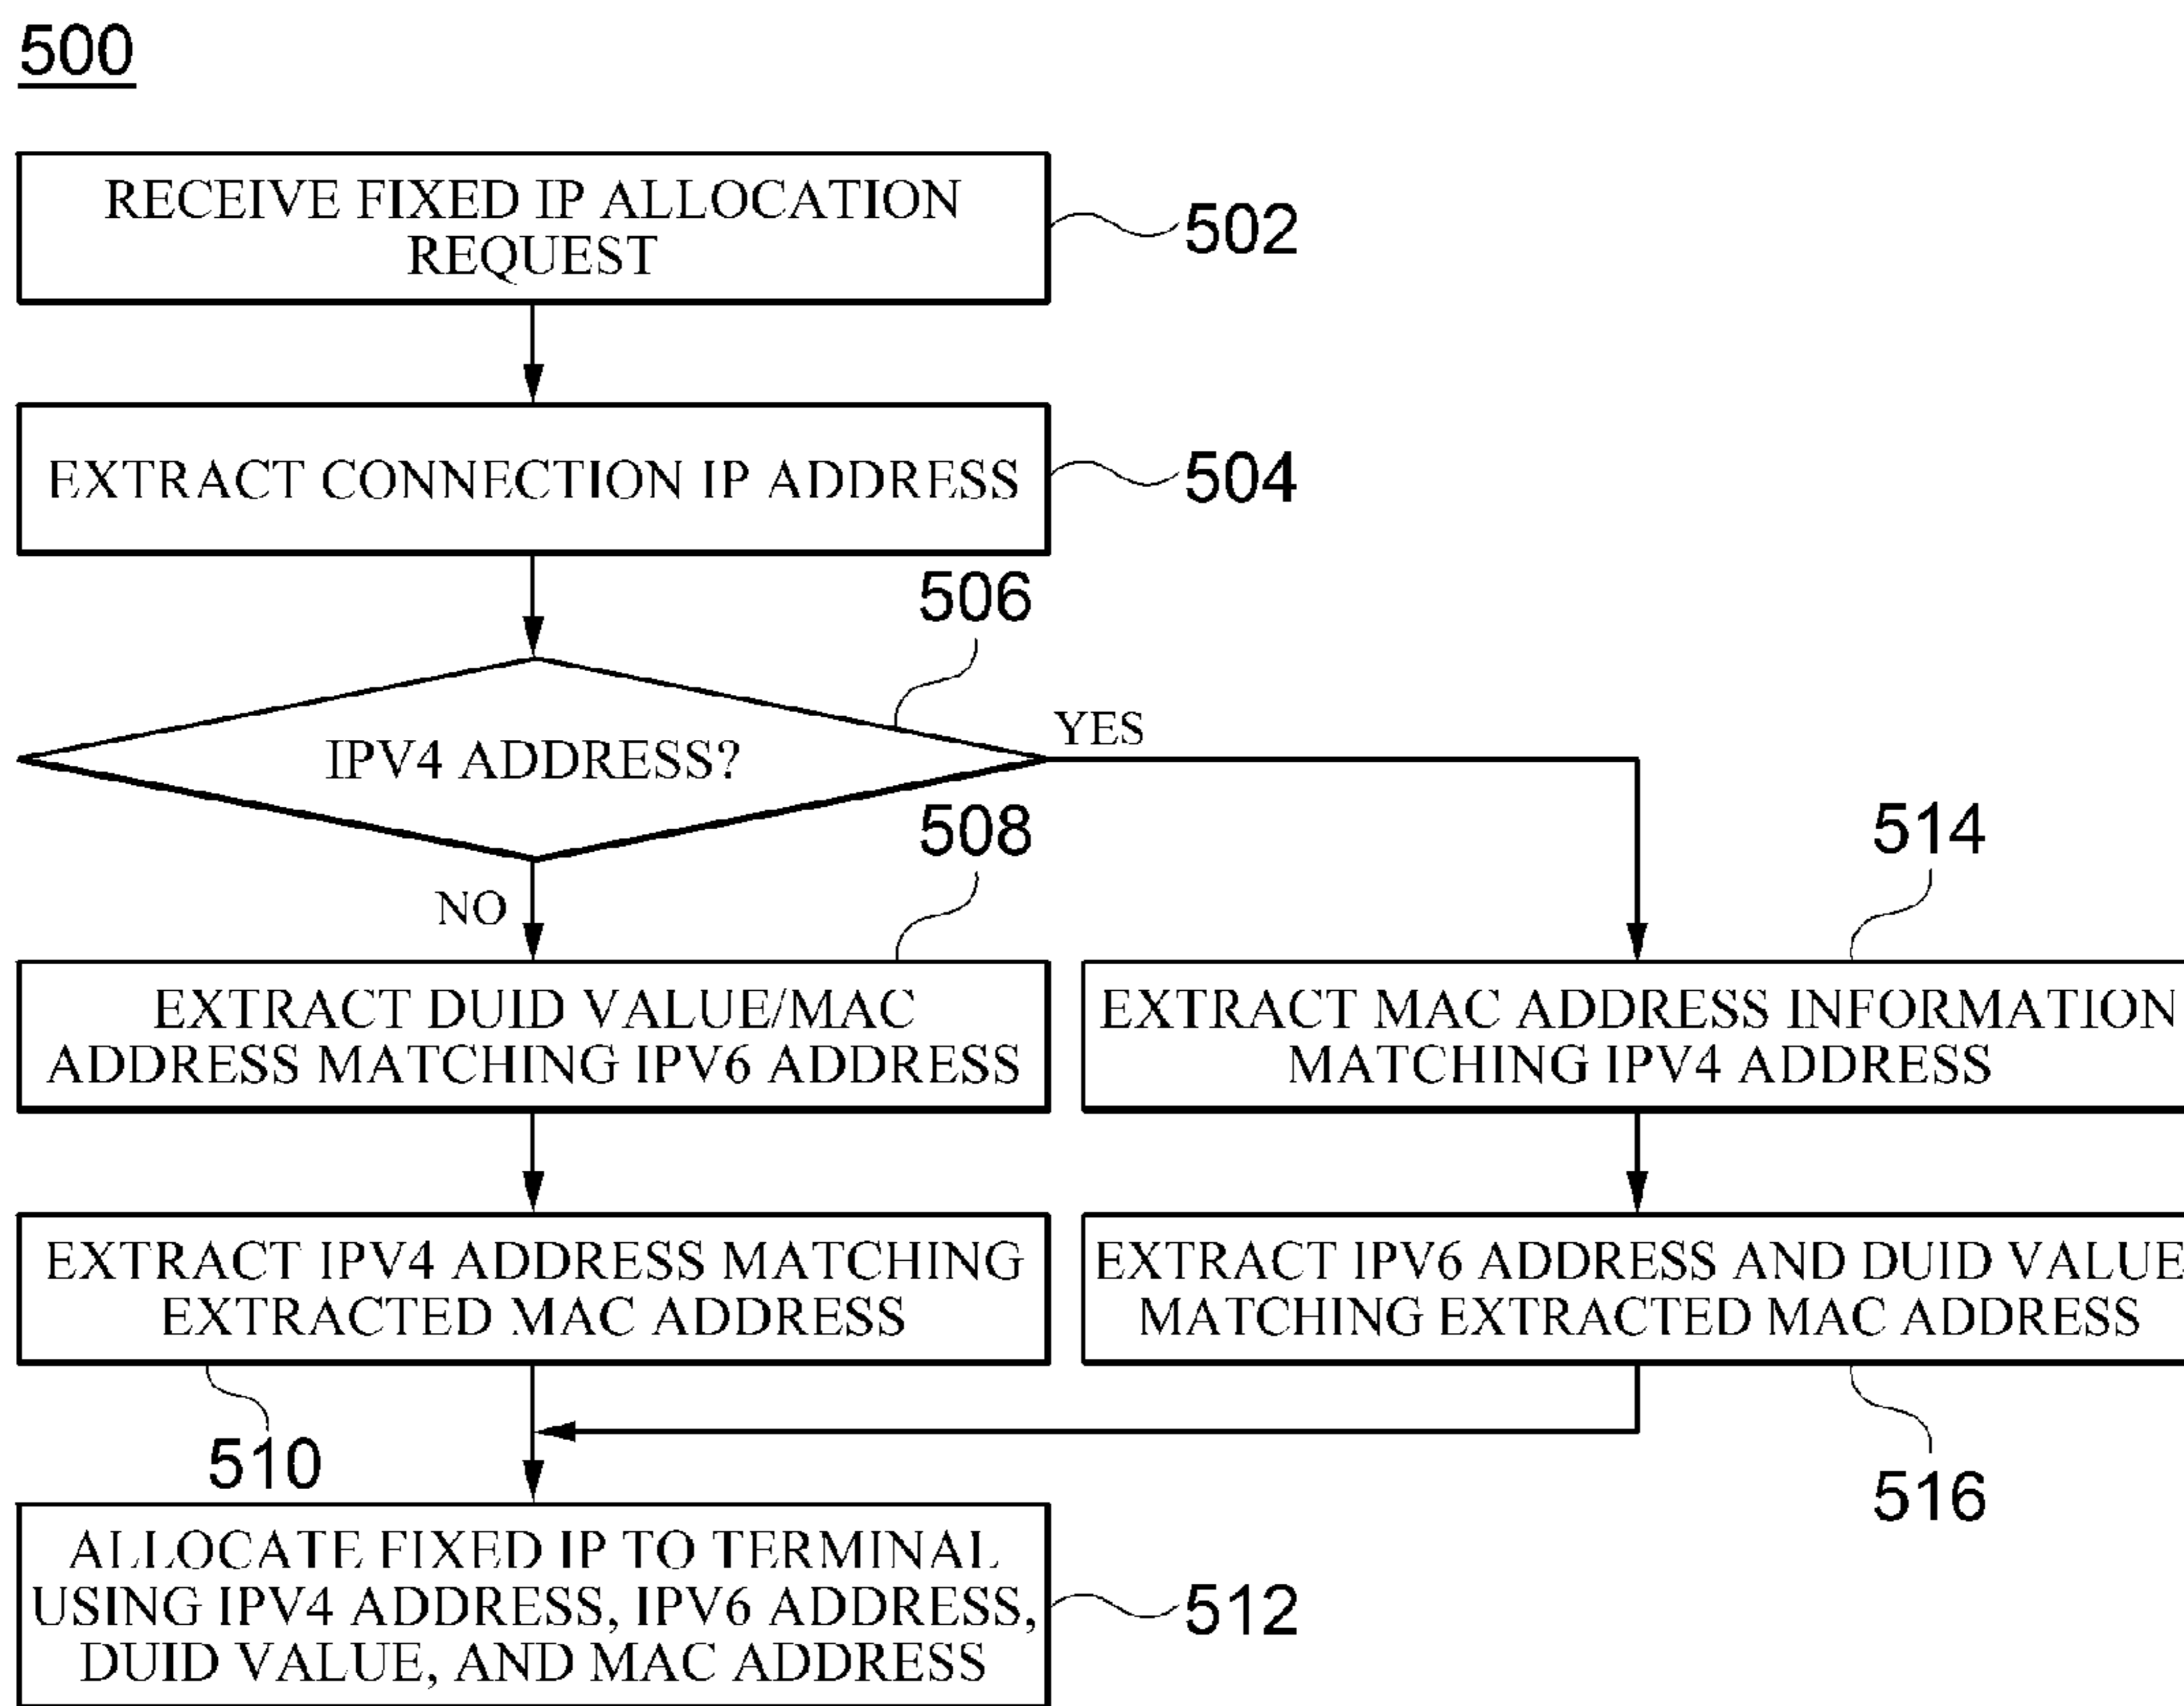 500
RECEIVE FIXED IP ALLOCATION
REQUEST
502
EXTRACT CONNECTION IP ADDRESS
504
506
IPV4 ADDRESS?
YES
NO
508
EXTRACT DUID VALUE/MAC
ADDRESS MATCHING IPV6 ADDRESS
514
EXTRACT MAC ADDRESS INFORMATION
MATCHING IPV4 ADDRESS
EXTRACT IPV4 ADDRESS MATCHING
EXTRACTED MAC ADDRESS
510
EXTRACT IPV6 ADDRESS AND DUID VALUE
MATCHING EXTRACTED MAC ADDRESS
516
ALLOCATE FIXED IP TO TERMINAL
USING IPV4 ADDRESS, IPV6 ADDRESS,
DUID VALUE, AND MAC ADDRESS
512